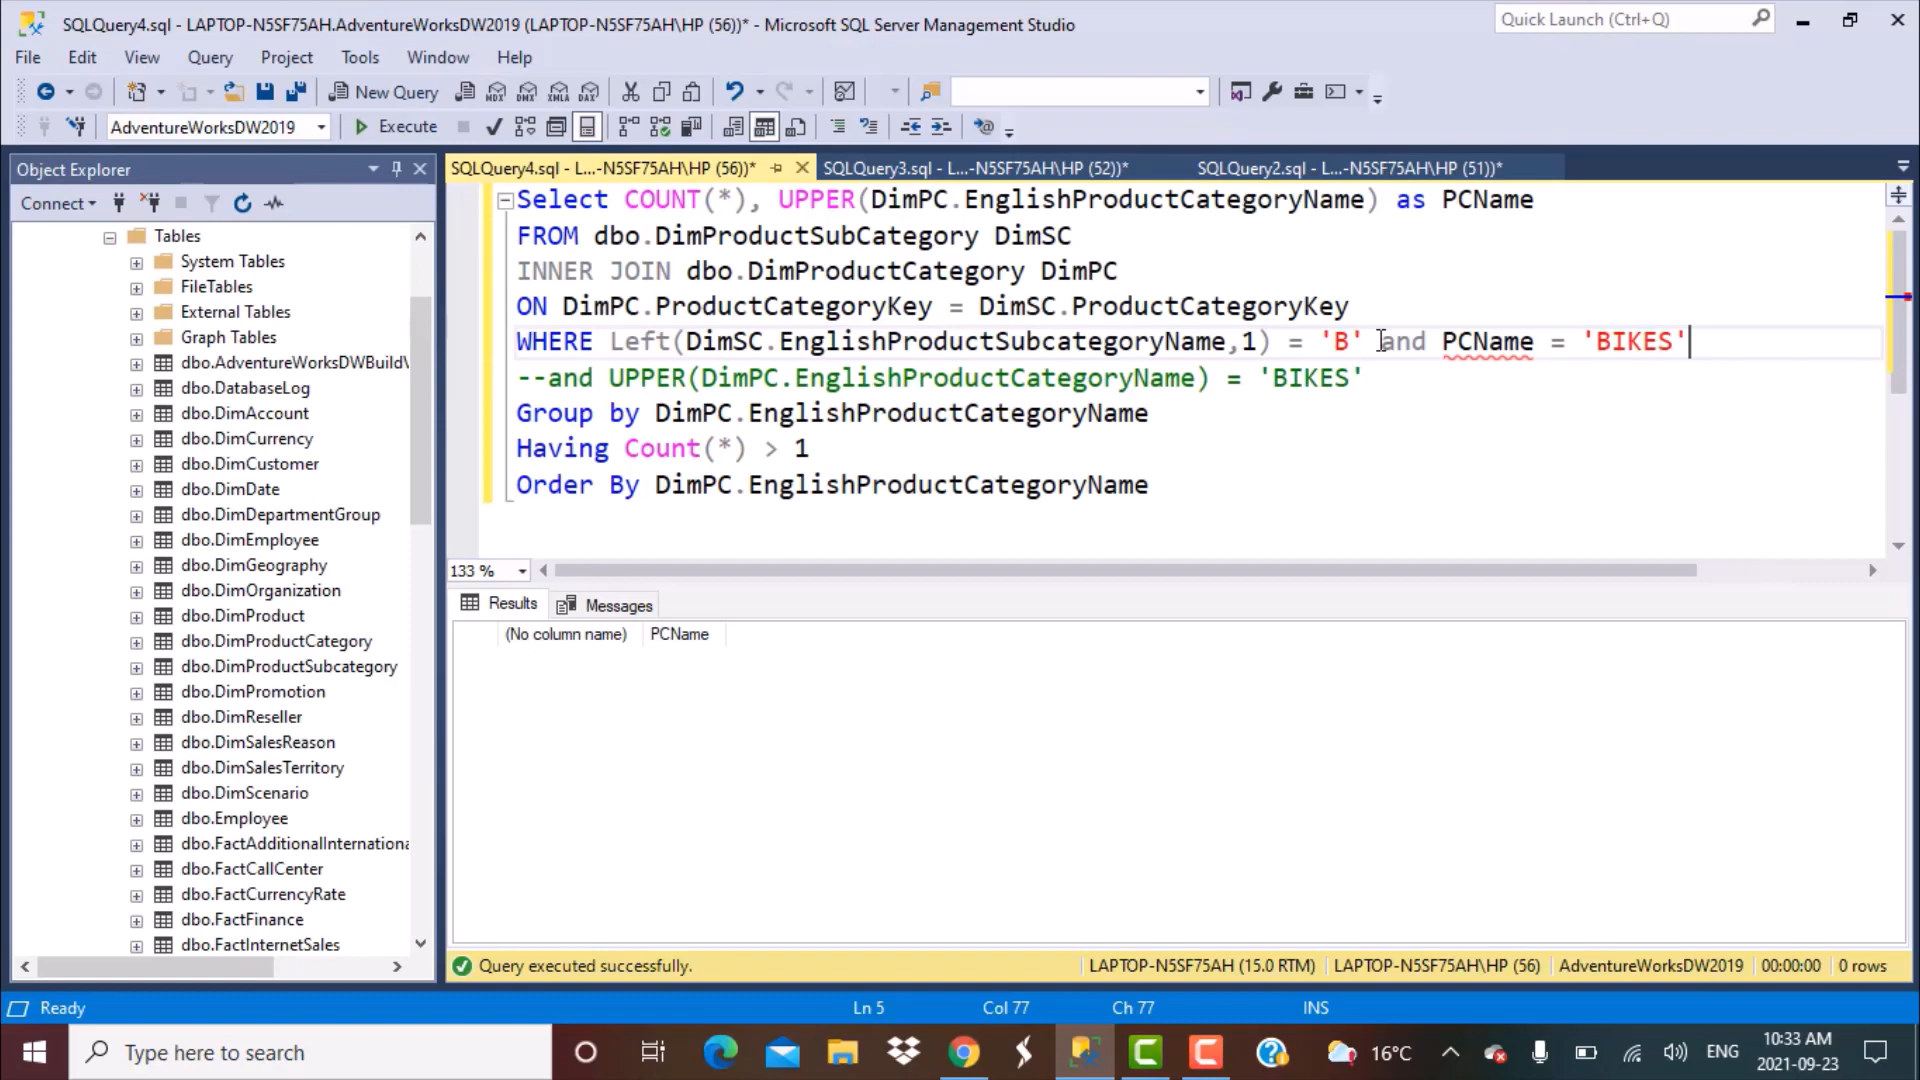 SQLQuery4.sql - LAPTOP-N5SF75AH.AdventureWorksDW2019 (LAPTOP-N5SF75AH\HP (56))* - Microsoft SQL Server Management Studio
Quick Launch (Ctrl+Q)
File Edit View Query Project Tools Window Help
New Query
MDX DMX XMLA DAX
AdventureWorksDW2019
Execute
Object Explorer
SQLQuery4.sql - L...-N5SF75AH\HP (56))*
SQLQuery3.sql - L...-N5SF75AH\HP (52))*
SQLQuery2.sql - L...-N5SF75AH\HP (51))*
Connect
Tables
System Tables
FileTables
External Tables
Graph Tables
dbo.AdventureWorksDWBuildV
dbo.DatabaseLog
dbo.DimAccount
dbo.DimCurrency
dbo.DimCustomer
dbo.DimDate
dbo.DimDepartmentGroup
dbo.DimEmployee
dbo.DimGeography
dbo.DimOrganization
dbo.DimProduct
dbo.DimProductCategory
dbo.DimProductSubcategory
dbo.DimPromotion
dbo.DimReseller
dbo.DimSalesReason
dbo.DimSalesTerritory
dbo.DimScenario
dbo.Employee
dbo.FactAdditionalInternationa
dbo.FactCallCenter
dbo.FactCurrencyRate
dbo.FactFinance
dbo.FactInternetSales
Select COUNT(*), UPPER(DimPC.EnglishProductCategoryName) as PCName
FROM dbo.DimProductSubCategory DimSC
INNER JOIN dbo.DimProductCategory DimPC
ON DimPC.ProductCategoryKey = DimSC.ProductCategoryKey
WHERE Left(DimSC.EnglishProductSubcategoryName,1) = 'B' and PCName = 'BIKES'
--and UPPER(DimPC.EnglishProductCategoryName) = 'BIKES'
Group by DimPC.EnglishProductCategoryName
Having Count(*) > 1
Order By DimPC.EnglishProductCategoryName
133 %
Results Messages
(No column name) PCName
Query executed successfully.
LAPTOP-N5SF75AH (15.0 RTM) LAPTOP-N5SF75AH\HP (56) AdventureWorksDW2019 00:00:00 0 rows
Ready Ln 5 Col 77 Ch 77 INS
Type here to search
16°C
ENG
10:33 AM
2021-09-23